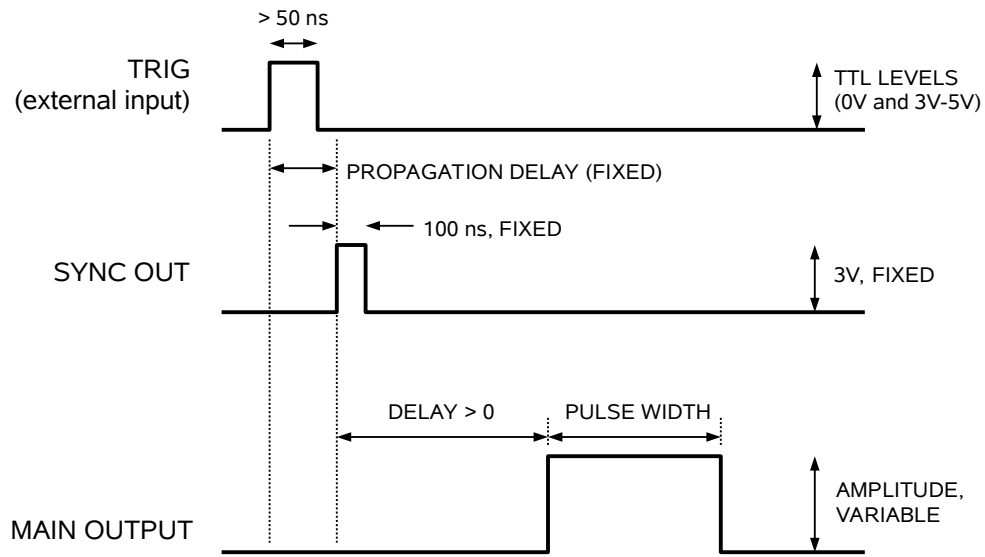 > 50 ns
TRIG
(external input)
TTL LEVELS
(0V and 3V-5V)
PROPAGATION DELAY (FIXED)
100 ns, FIXED
SYNC OUT
3V, FIXED
DELAY > 0
PULSE WIDTH
AMPLITUDE,
VARIABLE
MAIN OUTPUT